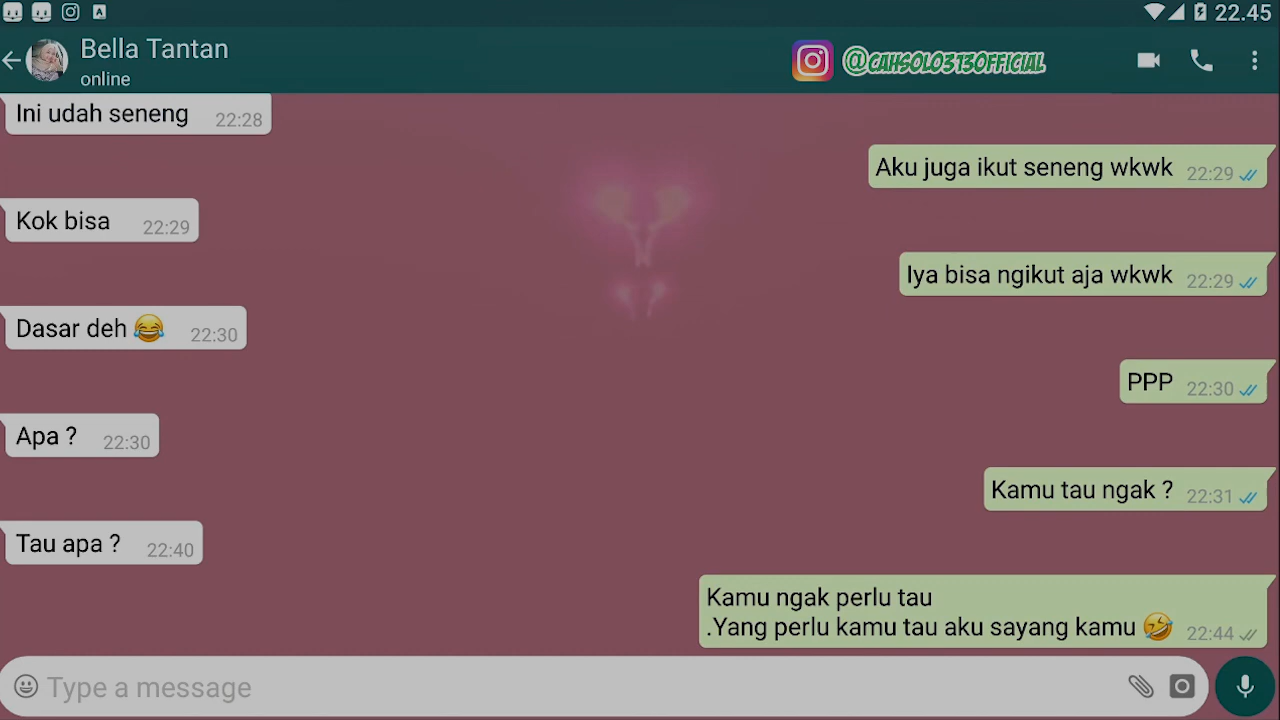 22.45
Bella Tantan
online
@CAHSOLO313OFFICIAL
Ini udah seneng 22:28
Aku juga ikut seneng wkwk 22:29
Kok bisa 22:29
Iya bisa ngikut aja wkwk 22:29
Dasar deh 😂 22:30
PPP 22:30
Apa ? 22:30
Kamu tau ngak ? 22:31
Tau apa ? 22:40
Kamu ngak perlu tau
.Yang perlu kamu tau aku sayang kamu 🤣 22:44
Type a message